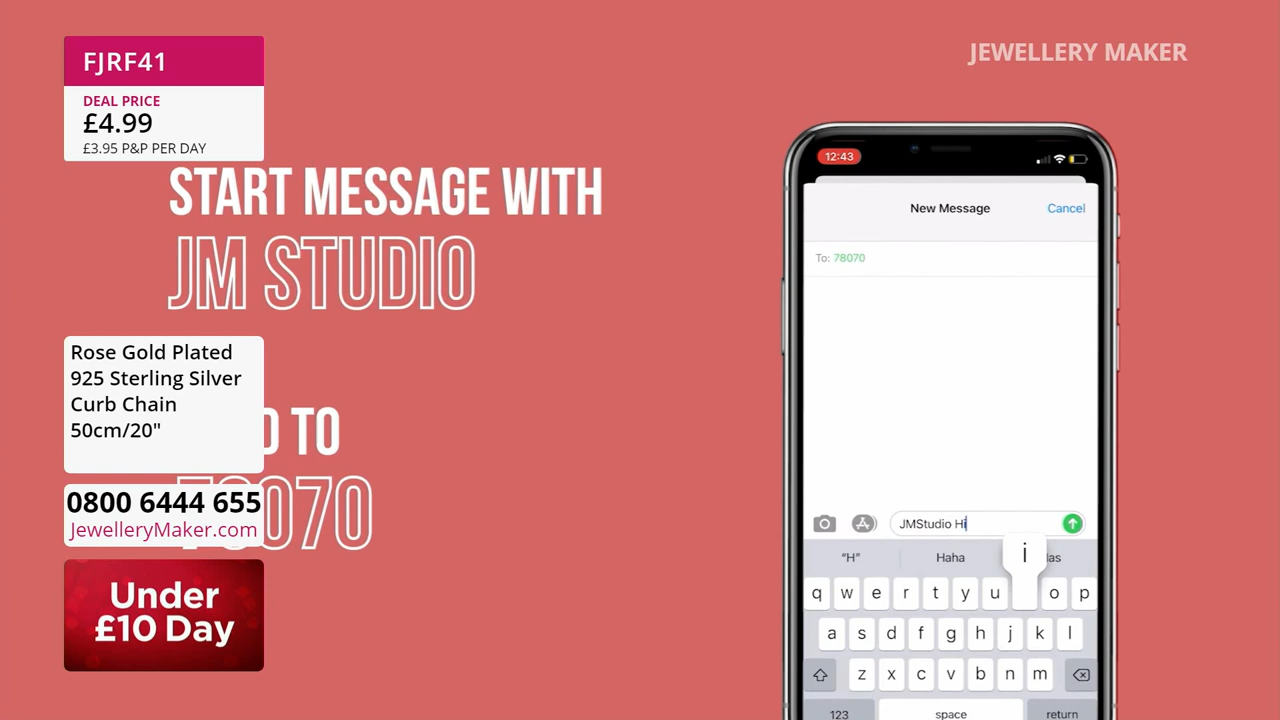 FJRF41
DEAL PRICE
£4.99
£3.95 P&P PER DAY
JEWELLERY MAKER
START MESSAGE WITH
JM STUDIO
Rose Gold Plated
925 Sterling Silver
Curb Chain
50cm/20"
TO
78070
0800 6444 655
JewelleryMaker.com
Under
£10 Day
12:43
New Message
Cancel
To: 78070
JMStudio Hi
"H"
Haha
i
q w e r t y u o p
a s d f g h j k l
z x c v b n m
123
space
return